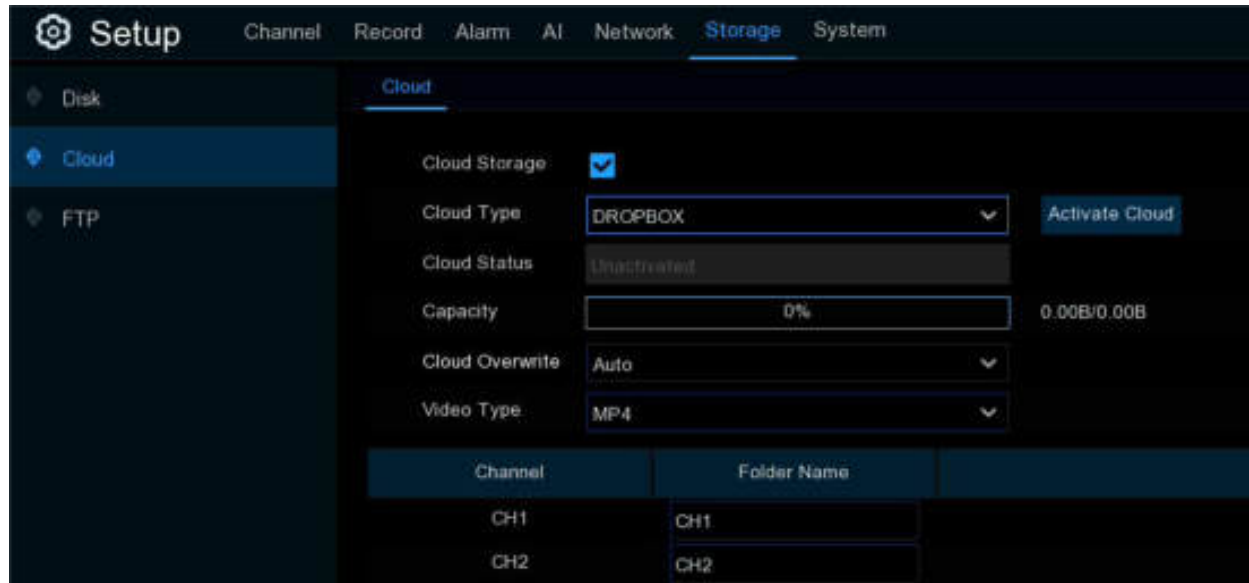 Setup Channel Record Alarm AI Network Storage System
Disk
Cloud
FTP
Cloud
Cloud Storage
Cloud Type DROPBOX Activate Cloud
Cloud Status Unactivated
Capacity 0% 0.00B/0.00B
Cloud Overwrite Auto
Video Type MP4
Channel Folder Name
CH1 CH1
CH2 CH2